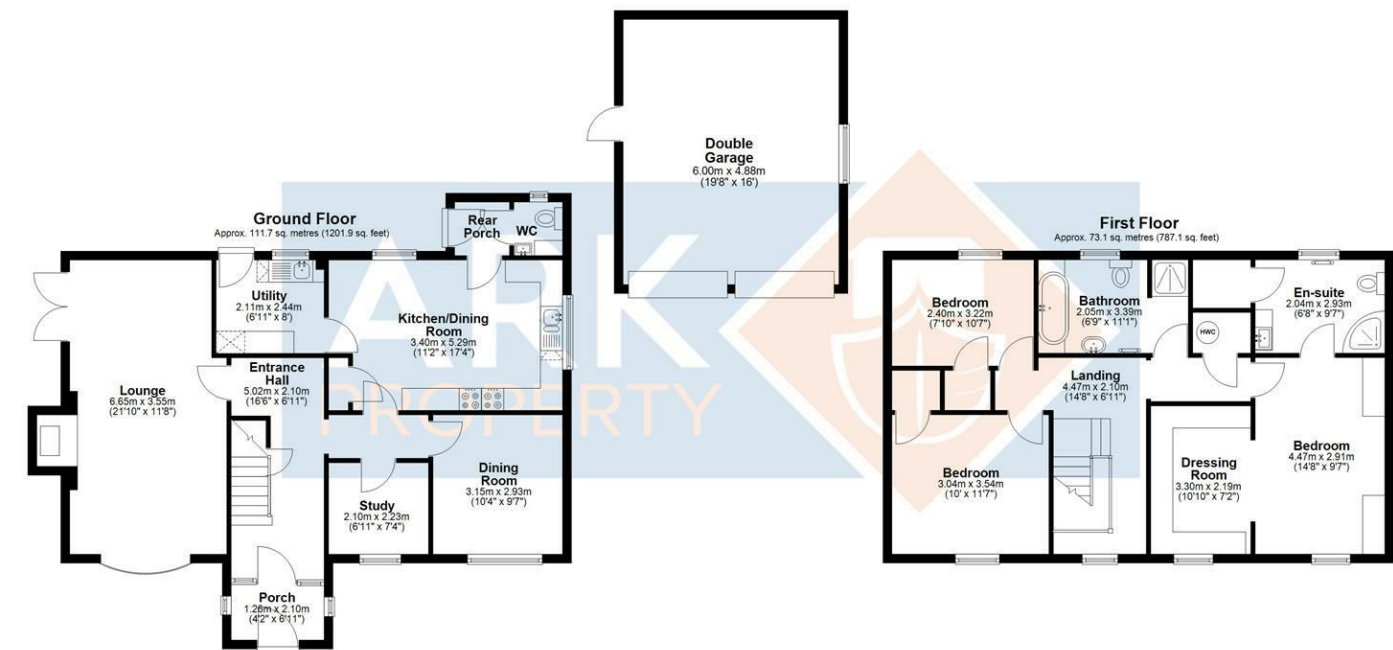 Ground Floor
Approx. 111.7 sq. metres (1201.9 sq. feet)
Lounge
6.65m x 3.55m
(21'10" x 11'8")
Utility
2.11m x 2.44m
(6'11" x 8')
Entrance
Hall
5.02m x 2.10m
(16'6" x 6'11")
Kitchen/Dining
Room
3.40m x 5.29m
(11'2" x 17'4")
Rear
Porch
WC
Study
2.10m x 2.23m
(6'11" x 7'4")
Dining
Room
3.15m x 2.93m
(10'4" x 9'7")
Porch
1.26m x 2.10m
(4'2" x 6'11")
Double
Garage
6.00m x 4.88m
(19'8" x 16')
First Floor
Approx. 73.1 sq. metres (787.1 sq. feet)
Bedroom
2.40m x 3.22m
(7'10" x 10'7")
Bathroom
2.05m x 3.39m
(6'9" x 11'1")
HWC
En-suite
2.04m x 2.93m
(6'8" x 9'7")
Landing
4.47m x 2.10m
(14'8" x 6'11")
Bedroom
3.04m x 3.54m
(10' x 11'7")
Dressing
Room
3.30m x 2.19m
(10'10" x 7'2")
Bedroom
4.47m x 2.91m
(14'8" x 9'7")
ARK
PROPERTY